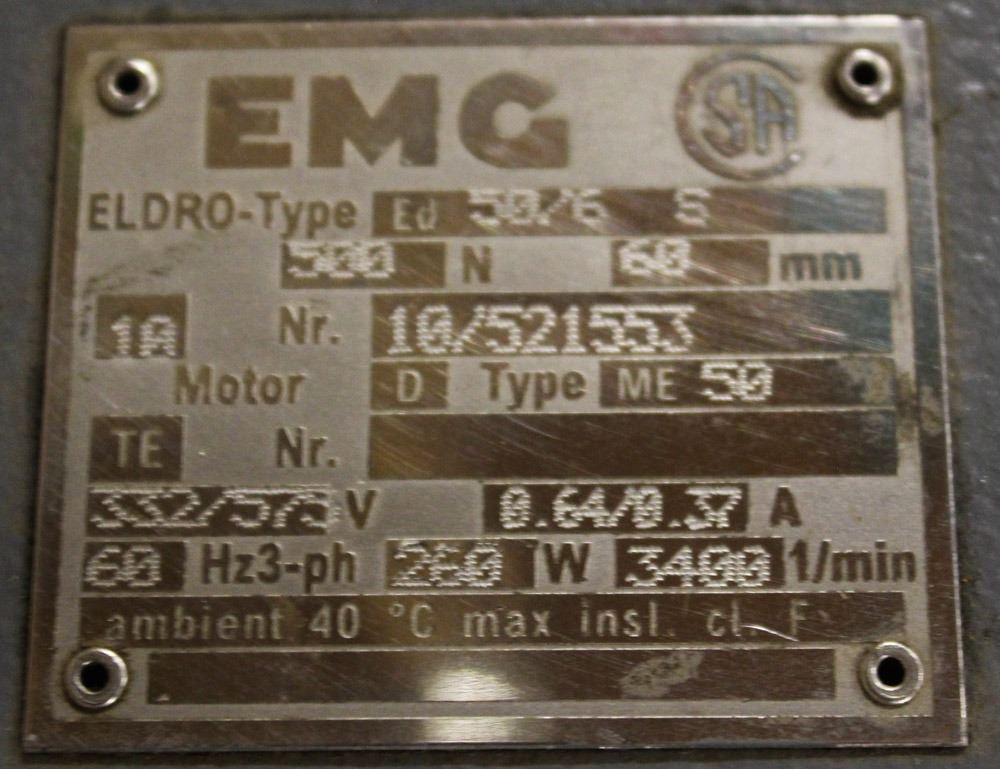 EMG SA
ELDRO-Type Ed 50/6 S
500 N 60 mm
10 Nr. 10/521553
Motor D Type ME 50
TE Nr.
332/575 V 0.64/0.37 A
60 Hz3-ph 260 W 3400 1/min
ambient 40 °C max insl. cl. F